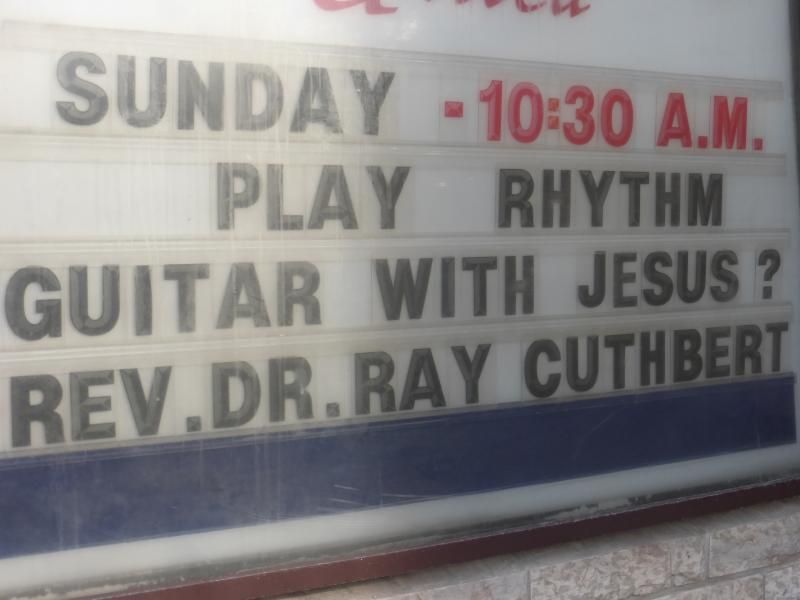 SUNDAY - 10:30 A.M.
PLAY RHYTHM
GUITAR WITH JESUS?
REV. DR. RAY CUTHBERT